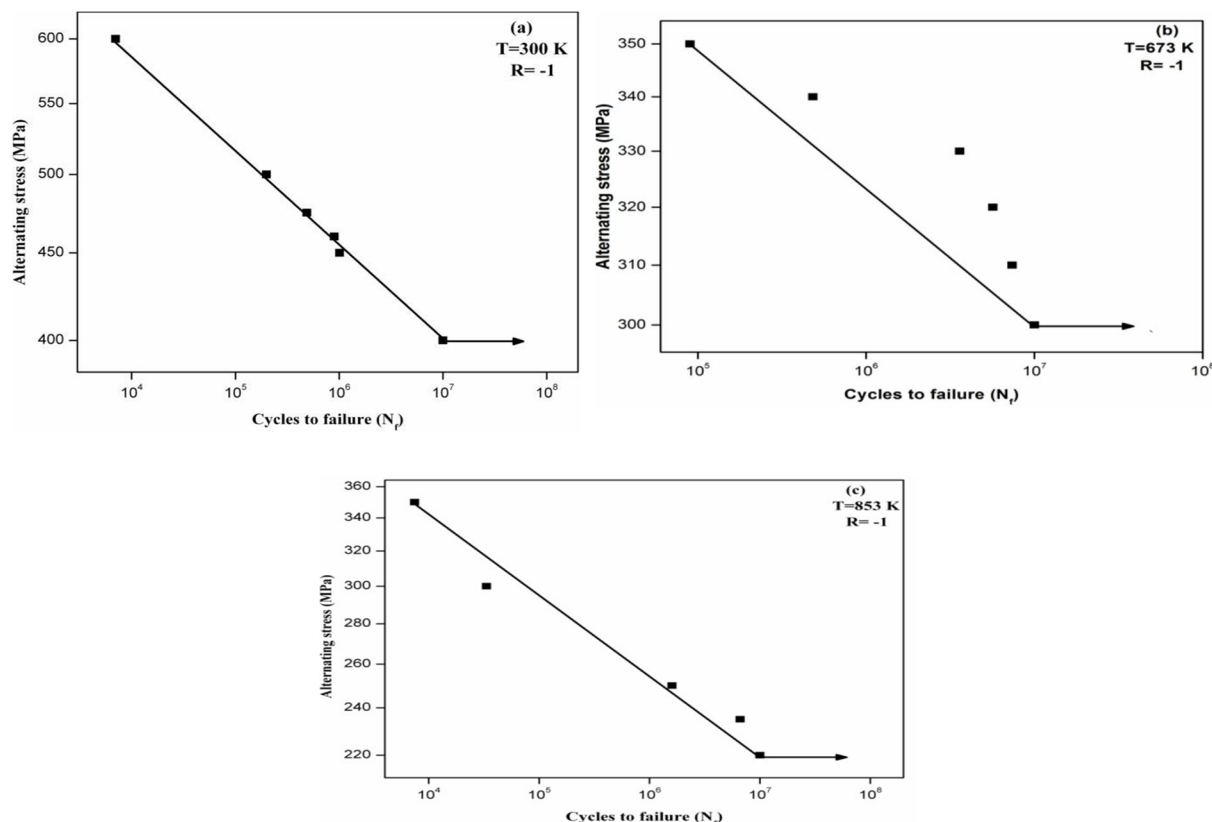 (a)
T=300 K
R= -1
600
550
500
450
400
Alternating stress (MPa)
10^4
10^5
10^6
10^7
10^8
Cycles to failure (N_f)
(b)
T=673 K
R= -1
350
340
330
320
310
300
Alternating stress (MPa)
10^5
10^6
10^7
10^8
Cycles to failure (N_f)
(c)
T=853 K
R= -1
360
340
320
300
280
260
240
220
Alternating stress (MPa)
10^4
10^5
10^6
10^7
10^8
Cycles to failure (N_f)